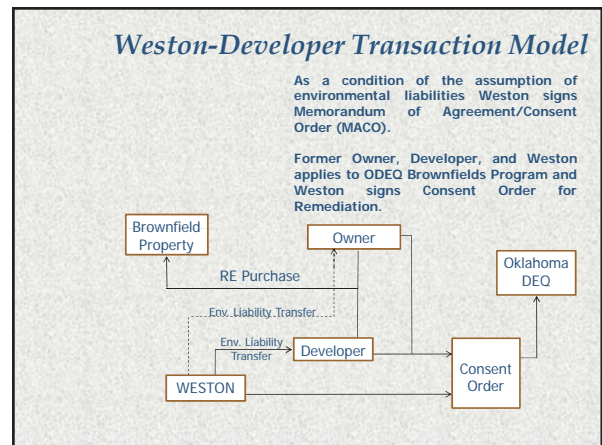 Weston-Developer Transaction Model
As a condition of the assumption of
environmental liabilities Weston signs
Memorandum of Agreement/Consent
Order (MACO).
Former Owner, Developer, and Weston
applies to ODEQ Brownfields Program and
Weston signs Consent Order for
Remediation.
Brownfield
Property
Owner
Oklahoma
DEQ
RE Purchase
Env. Liability Transfer
Env. Liability
Transfer
Developer
Consent
Order
WESTON